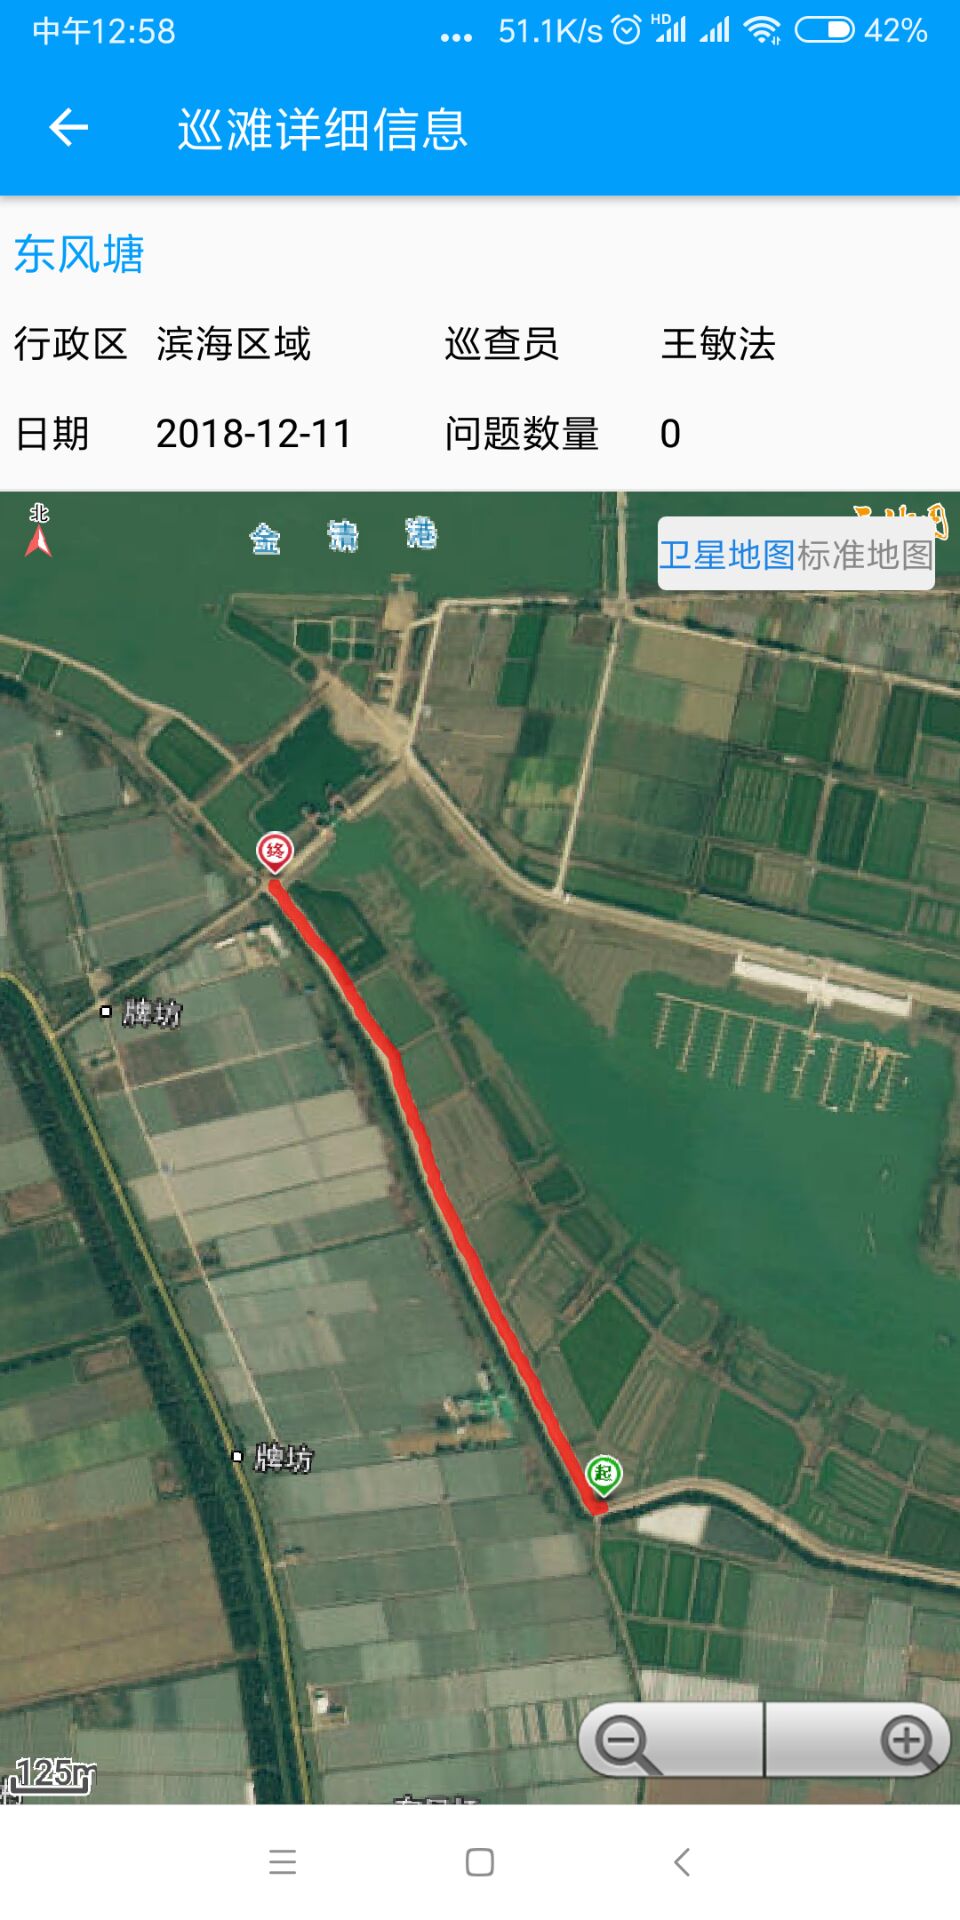 中午12:58 ... 51.1K/s HD 42%
巡滩详细信息
东风塘
行政区 滨海区域 巡查员 王敏法
日期 2018-12-11 问题数量 0
北
金清港
卫星地图 标准地图
终
牌坊
牌坊
起
125m